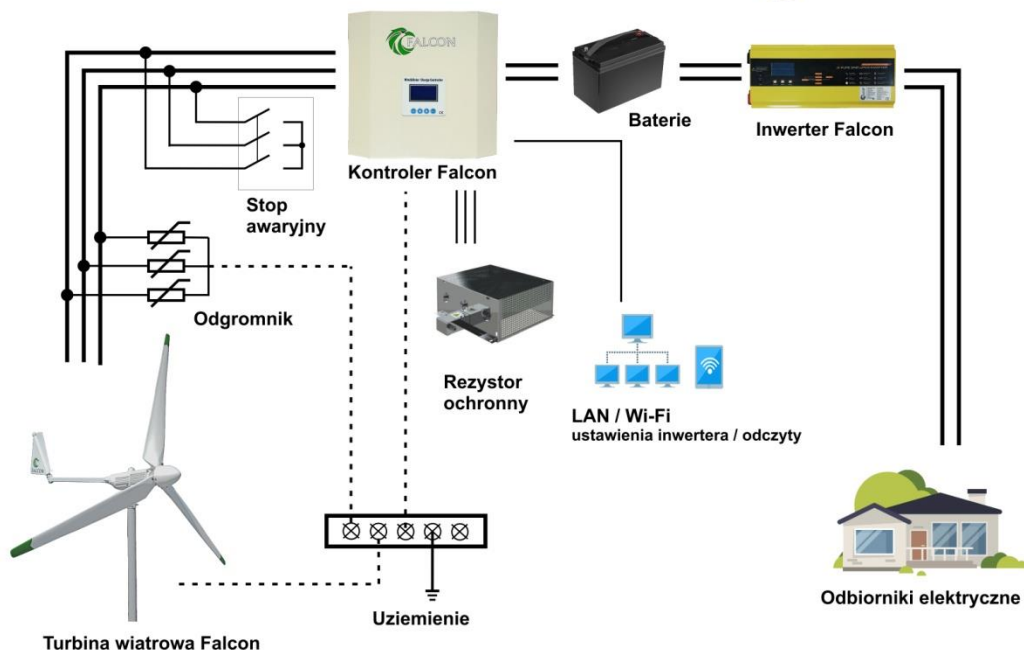 FALCON
Kontroler Falcon
Baterie
Inwerter Falcon
Stop
awaryjny
Odgromnik
Rezystor
ochronny
LAN / Wi-Fi
ustawienia inwertera / odczyty
FALCON
Uziemienie
Turbina wiatrowa Falcon
Odbiorniki elektryczne